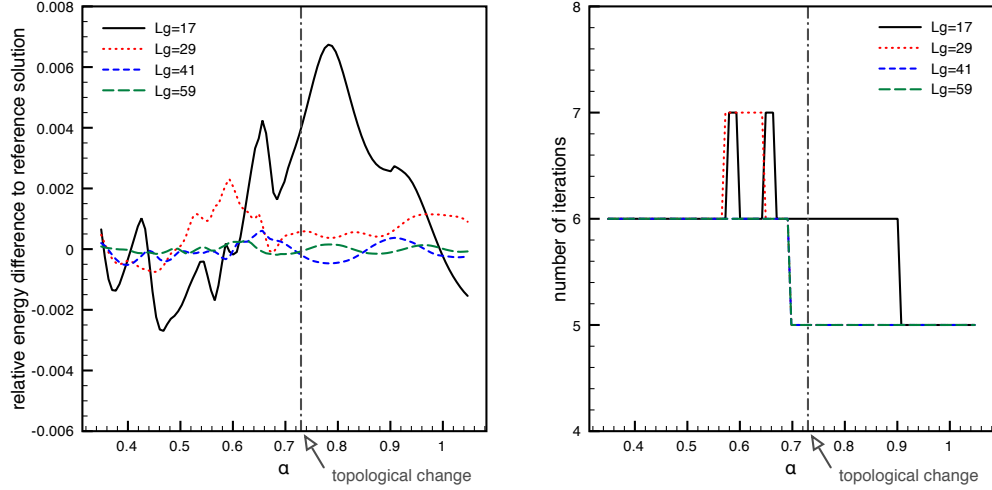 relative energy difference to reference solution
0.008
0.006
0.004
0.002
0
-0.002
-0.004
-0.006
Lg=17
Lg=29
Lg=41
Lg=59
0.4 0.5 0.6 0.7 0.8 0.9 1
α
topological change
number of iterations
8
7
6
5
4
Lg=17
Lg=29
Lg=41
Lg=59
0.4 0.5 0.6 0.7 0.8 0.9 1
α
topological change